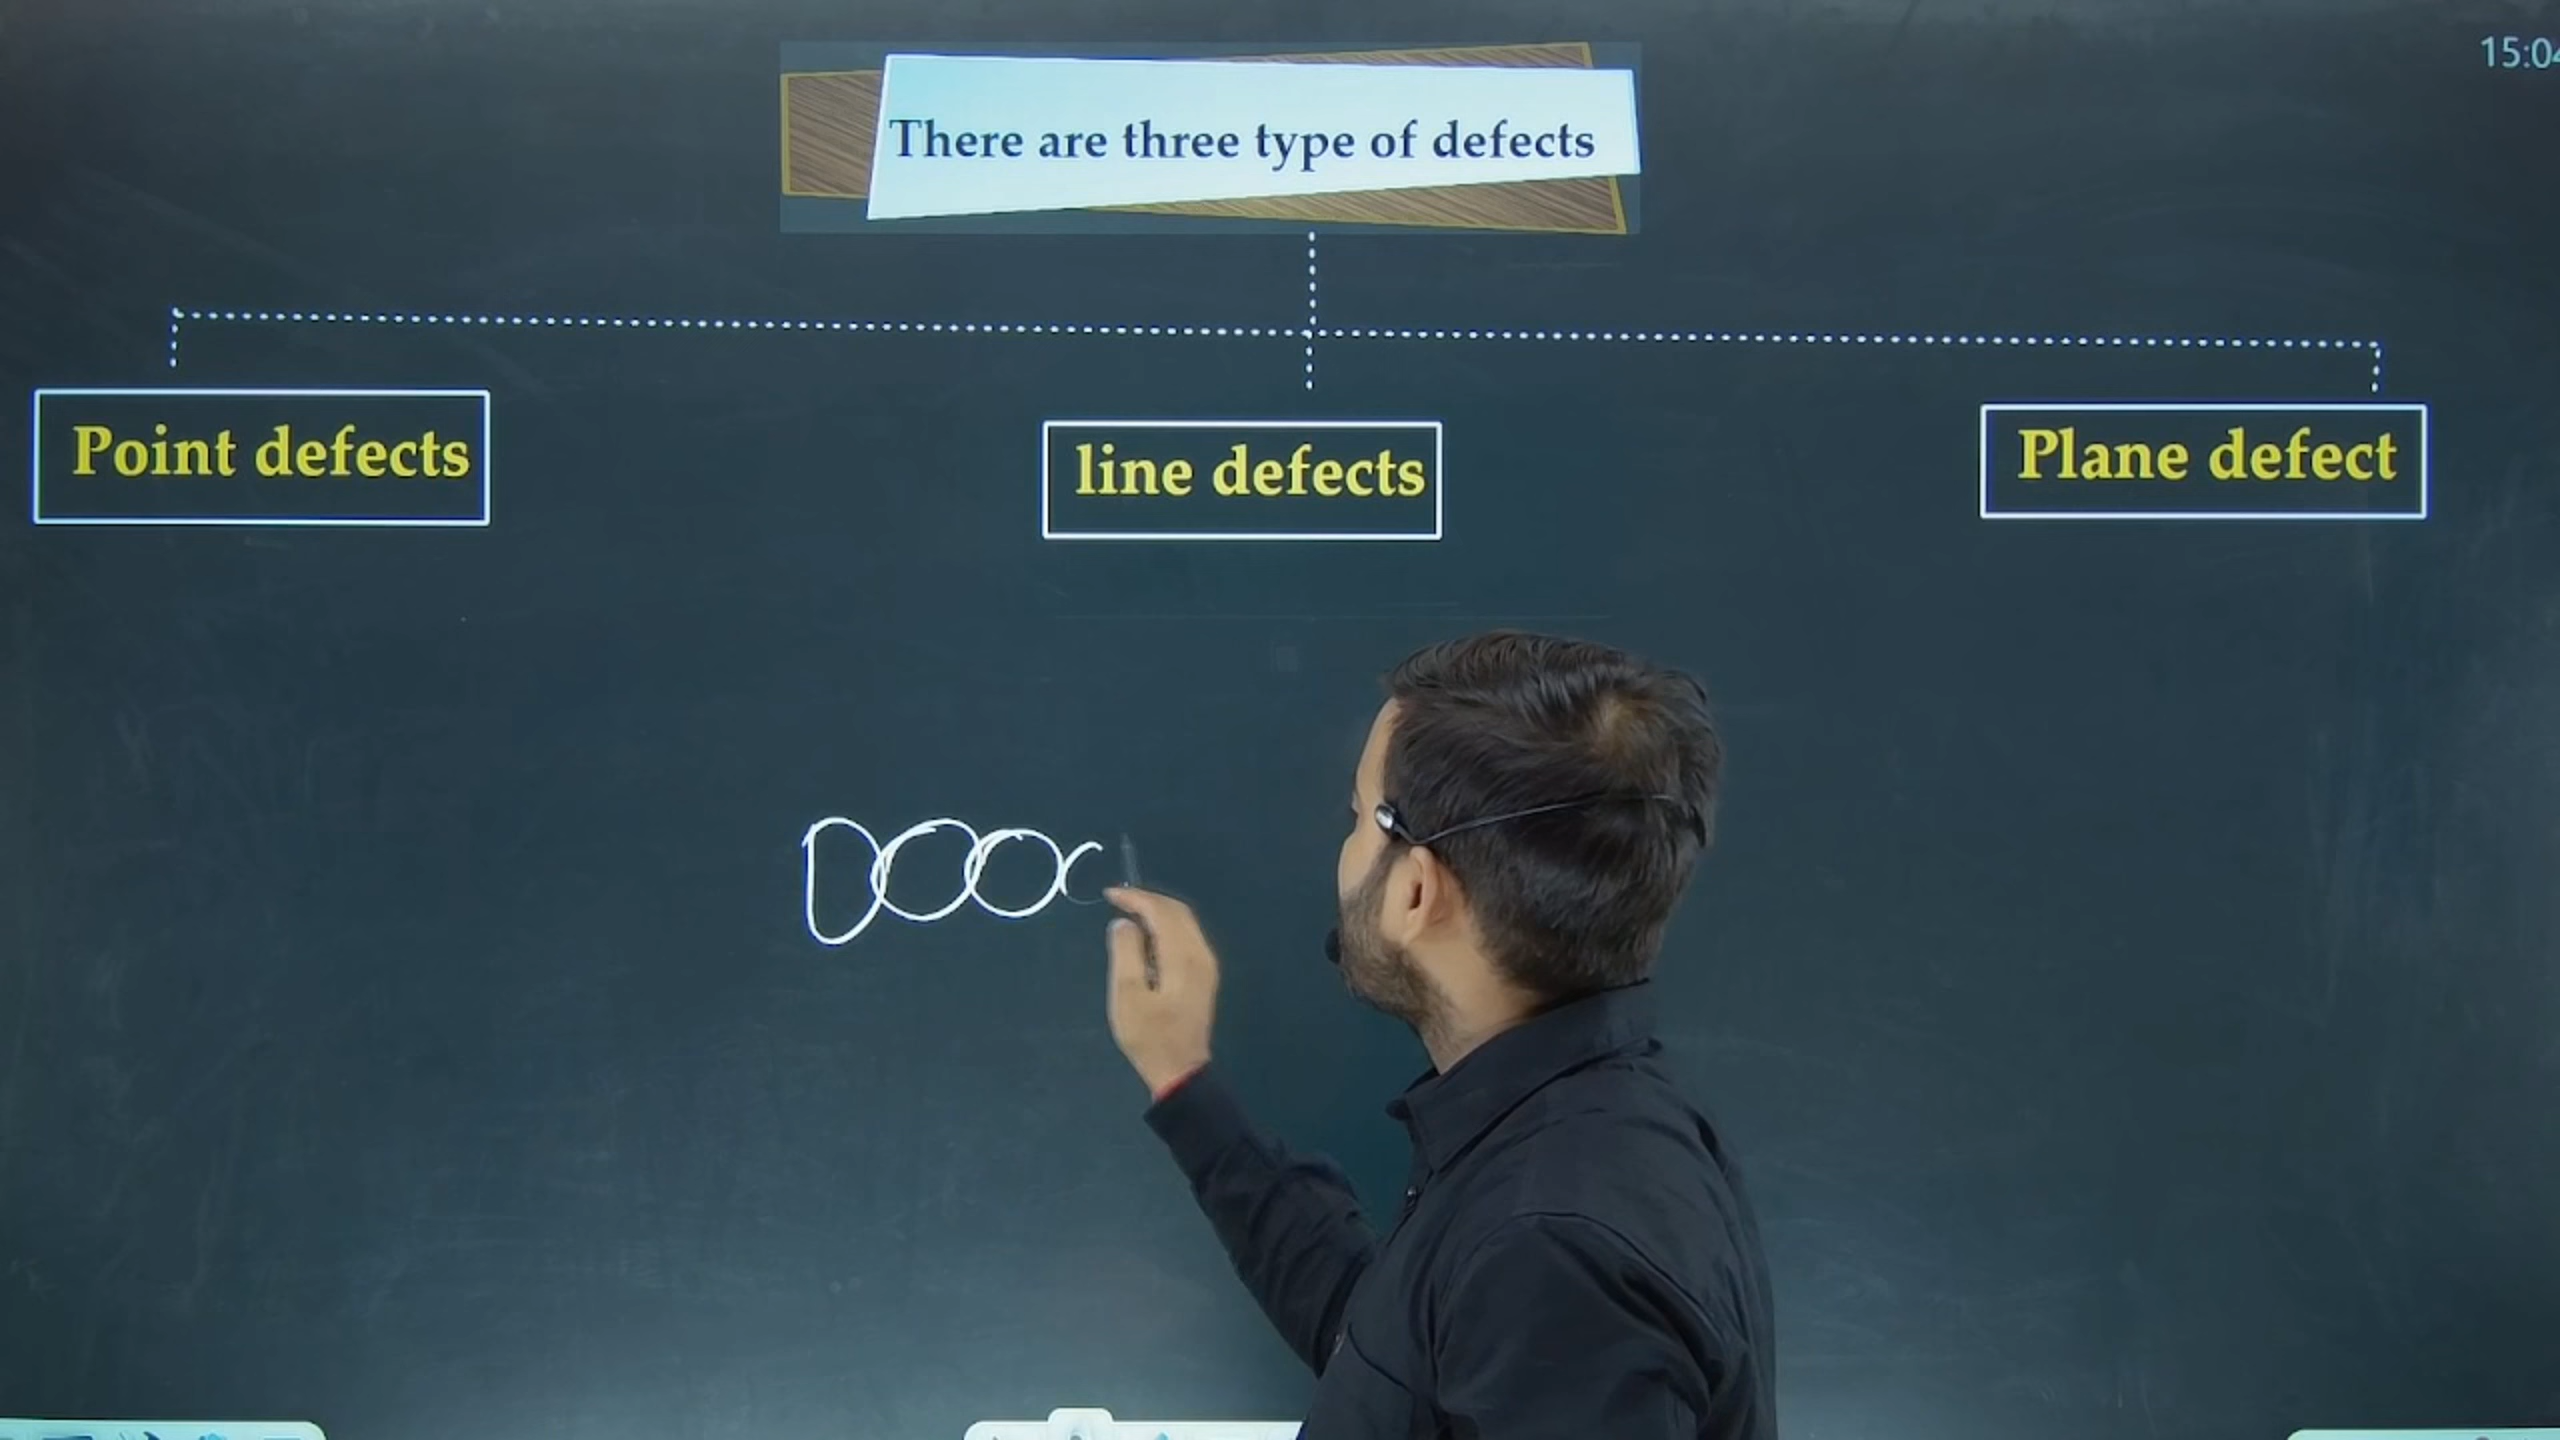 15:04
There are three type of defects
Point defects
line defects
Plane defect